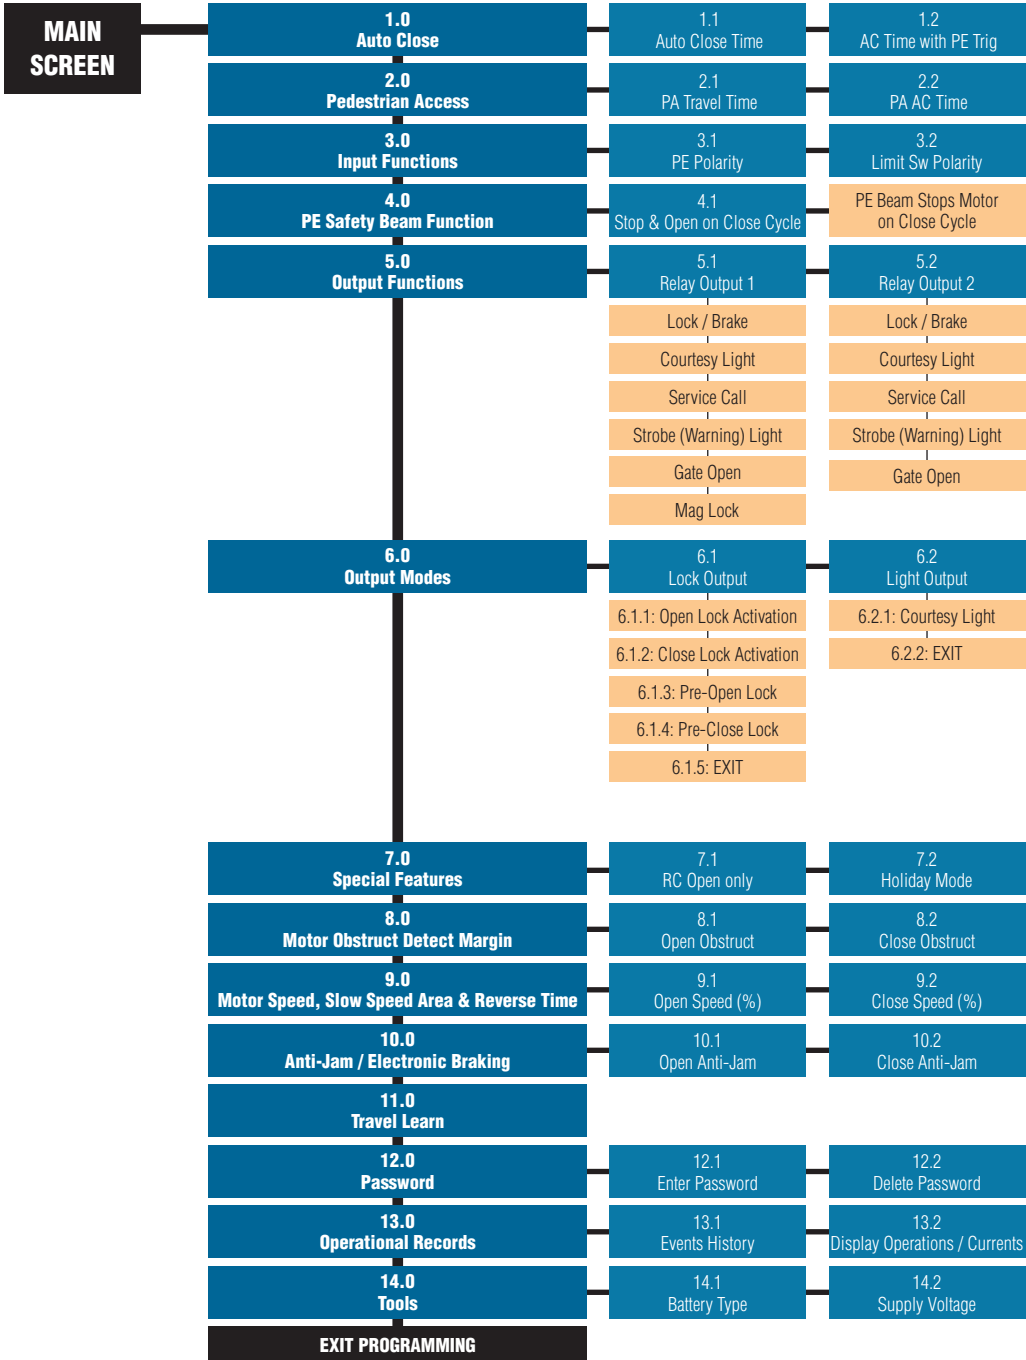 MAIN
SCREEN
1.0
Auto Close
1.1
Auto Close Time
1.2
AC Time with PE Trig
2.0
Pedestrian Access
2.1
PA Travel Time
2.2
PA AC Time
3.0
Input Functions
3.1
PE Polarity
3.2
Limit Sw Polarity
4.0
PE Safety Beam Function
4.1
Stop & Open on Close Cycle
PE Beam Stops Motor
on Close Cycle
5.0
Output Functions
5.1
Relay Output 1
5.2
Relay Output 2
Lock / Brake
Lock / Brake
Courtesy Light
Courtesy Light
Service Call
Service Call
Strobe (Warning) Light
Strobe (Warning) Light
Gate Open
Gate Open
Mag Lock
6.0
Output Modes
6.1
Lock Output
6.2
Light Output
6.1.1: Open Lock Activation
6.2.1: Courtesy Light
6.1.2: Close Lock Activation
6.2.2: EXIT
6.1.3: Pre-Open Lock
6.1.4: Pre-Close Lock
6.1.5: EXIT
7.0
Special Features
7.1
RC Open only
7.2
Holiday Mode
8.0
Motor Obstruct Detect Margin
8.1
Open Obstruct
8.2
Close Obstruct
9.0
Motor Speed, Slow Speed Area & Reverse Time
9.1
Open Speed (%)
9.2
Close Speed (%)
10.0
Anti-Jam / Electronic Braking
10.1
Open Anti-Jam
10.2
Close Anti-Jam
11.0
Travel Learn
12.0
Password
12.1
Enter Password
12.2
Delete Password
13.0
Operational Records
13.1
Events History
13.2
Display Operations / Currents
14.0
Tools
14.1
Battery Type
14.2
Supply Voltage
EXIT PROGRAMMING